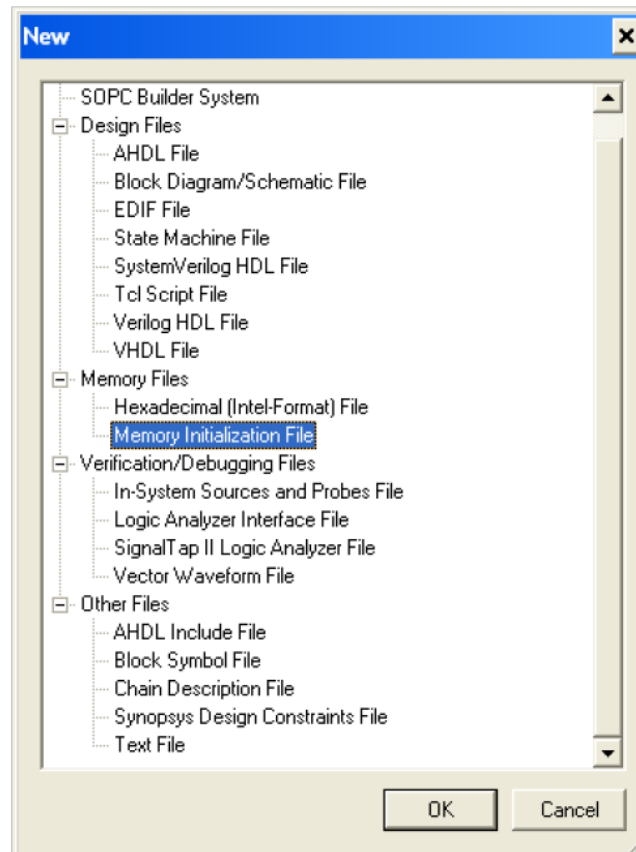 New
SOPC Builder System
Design Files
AHDL File
Block Diagram/Schematic File
EDIF File
State Machine File
SystemVerilog HDL File
Tcl Script File
Verilog HDL File
VHDL File
Memory Files
Hexadecimal (Intel-Format) File
Memory Initialization File
Verification/Debugging Files
In-System Sources and Probes File
Logic Analyzer Interface File
SignalTap II Logic Analyzer File
Vector Waveform File
Other Files
AHDL Include File
Block Symbol File
Chain Description File
Synopsys Design Constraints File
Text File
OK Cancel